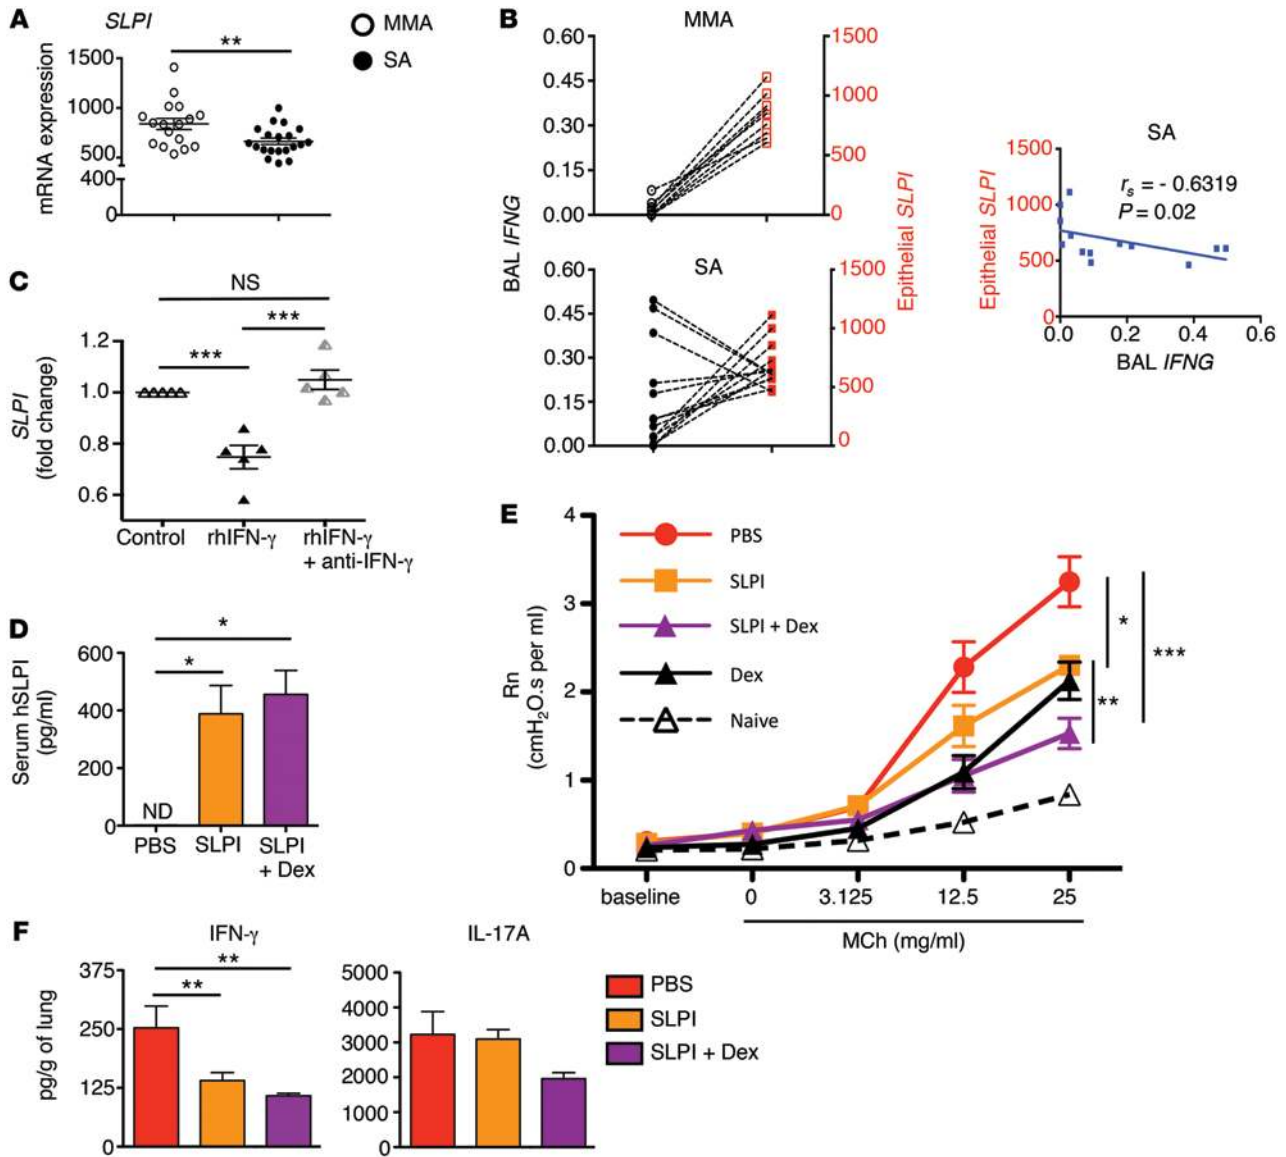 A
SLPI
MMA
SA
**
mRNA expression
1500
1000
500
400
0
B
MMA
BAL IFNG
0.60
0.45
0.30
0.15
0.00
1500
1000
500
0
Epithelial SLPI
SA
0.60
0.45
0.30
0.15
0.00
1500
1000
500
0
SA
Epithelial SLPI
1500
1000
500
0
rs = - 0.6319
P = 0.02
0.0 0.2 0.4 0.6
BAL IFNG
C
NS
***
***
SLPI
(fold change)
1.2
1.0
0.8
0.6
Control rhIFN-γ rhIFN-γ
+ anti-IFN-γ
D
*
*
Serum hSLPI
(pg/ml)
600
400
200
0
ND
PBS SLPI SLPI
+ Dex
E
Rn
(cmH2O.s per ml)
4
3
2
1
0
PBS
SLPI
SLPI + Dex
Dex
Naive
*
***
**
baseline 0 3.125 12.5 25
MCh (mg/ml)
F
IFN-γ
**
**
pg/g of lung
375
250
125
0
IL-17A
5000
4000
3000
2000
1000
0
PBS
SLPI
SLPI + Dex